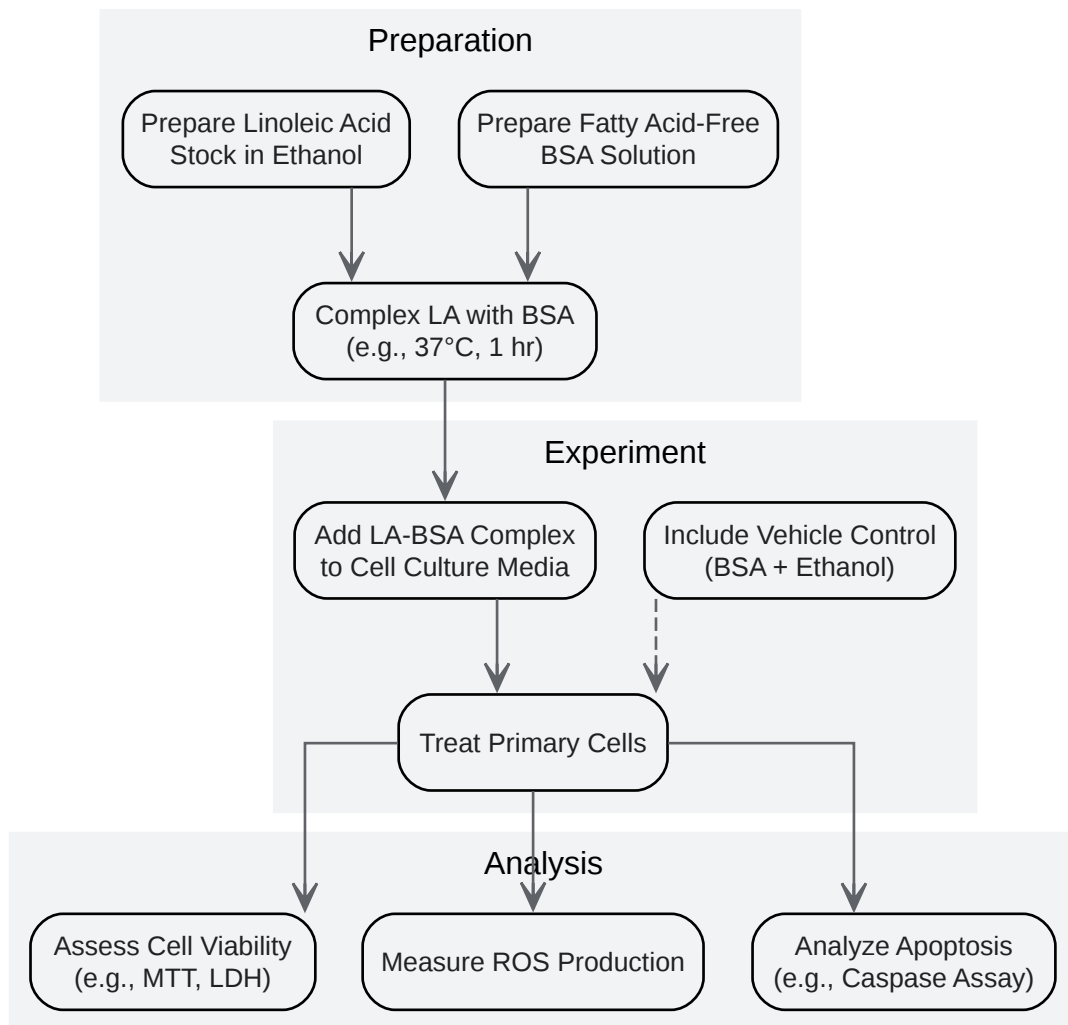 Preparation
Prepare Linoleic Acid
Stock in Ethanol
Prepare Fatty Acid-Free
BSA Solution
Complex LA with BSA
(e.g., 37°C, 1 hr)
Experiment
Add LA-BSA Complex
to Cell Culture Media
Include Vehicle Control
(BSA + Ethanol)
Treat Primary Cells
Analysis
Assess Cell Viability
(e.g., MTT, LDH)
Measure ROS Production
Analyze Apoptosis
(e.g., Caspase Assay)